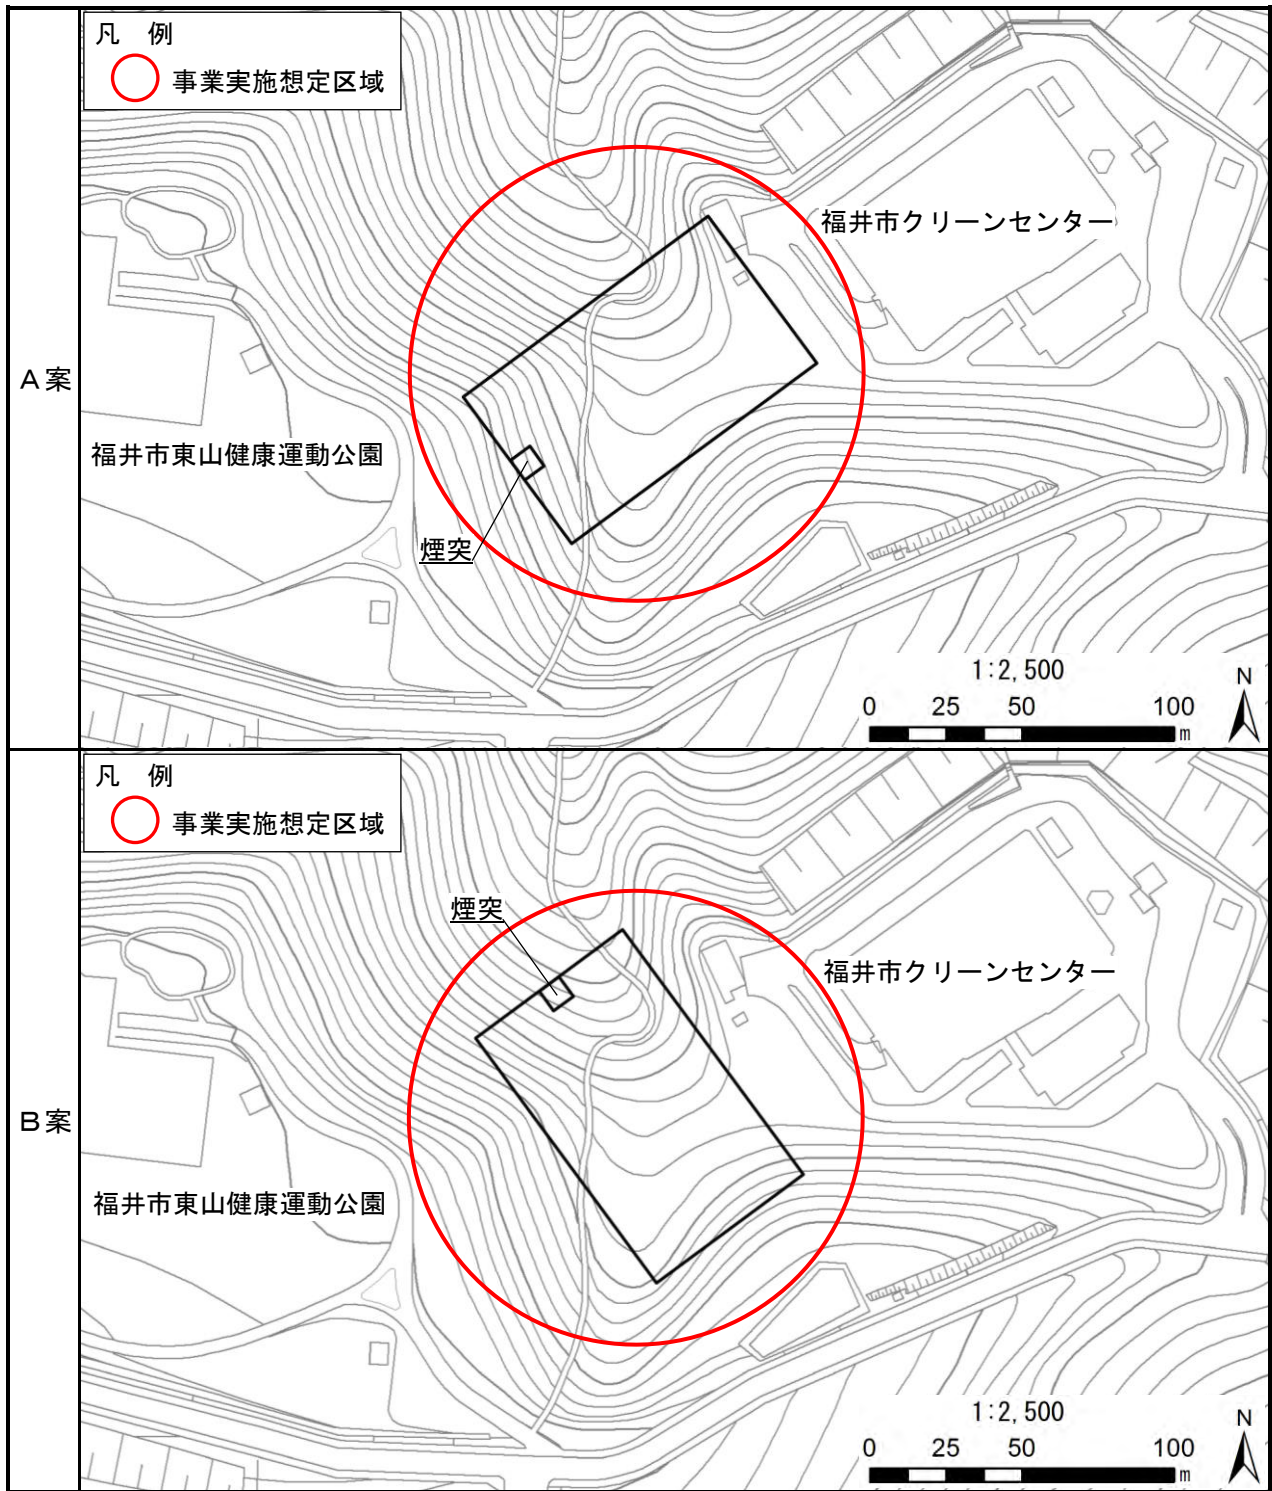 A案
凡 例
事業実施想定区域
福井市クリーンセンター
福井市東山健康運動公園
煙突
1:2,500
0 25 50 100
m
N
B案
凡 例
事業実施想定区域
煙突
福井市クリーンセンター
福井市東山健康運動公園
1:2,500
0 25 50 100
m
N